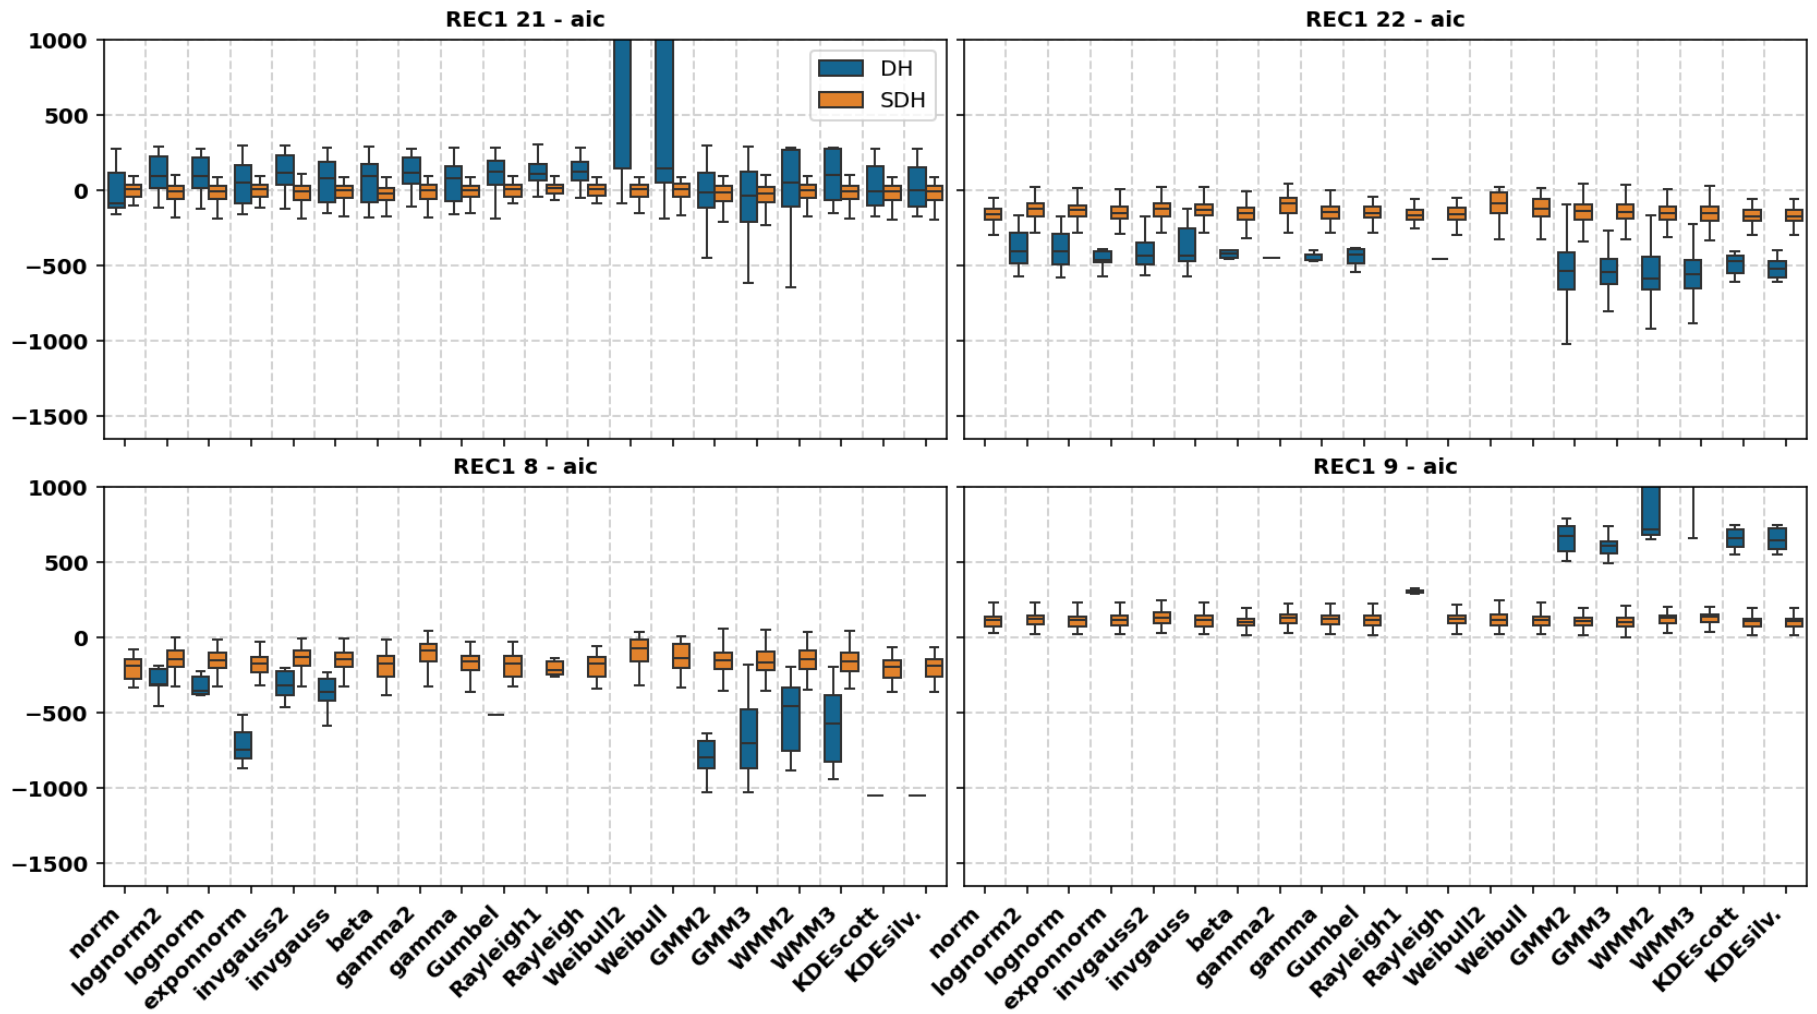 REC1 21 - aic
REC1 22 - aic
1000
500
0
−500
−1000
−1500
DH
SDH
REC1 8 - aic
REC1 9 - aic
1000
500
0
−500
−1000
−1500
norm
lognorm2
lognorm
exponnorm
invgauss2
invgauss
beta
gamma2
gamma
Gumbel
Rayleigh1
Rayleigh
Weibull2
Weibull
GMM2
GMM3
WMM2
WMM3
KDEscott
KDEsilv.
norm
lognorm2
lognorm
exponnorm
invgauss2
invgauss
beta
gamma2
gamma
Gumbel
Rayleigh1
Rayleigh
Weibull2
Weibull
GMM2
GMM3
WMM2
WMM3
KDEscott
KDEsilv.